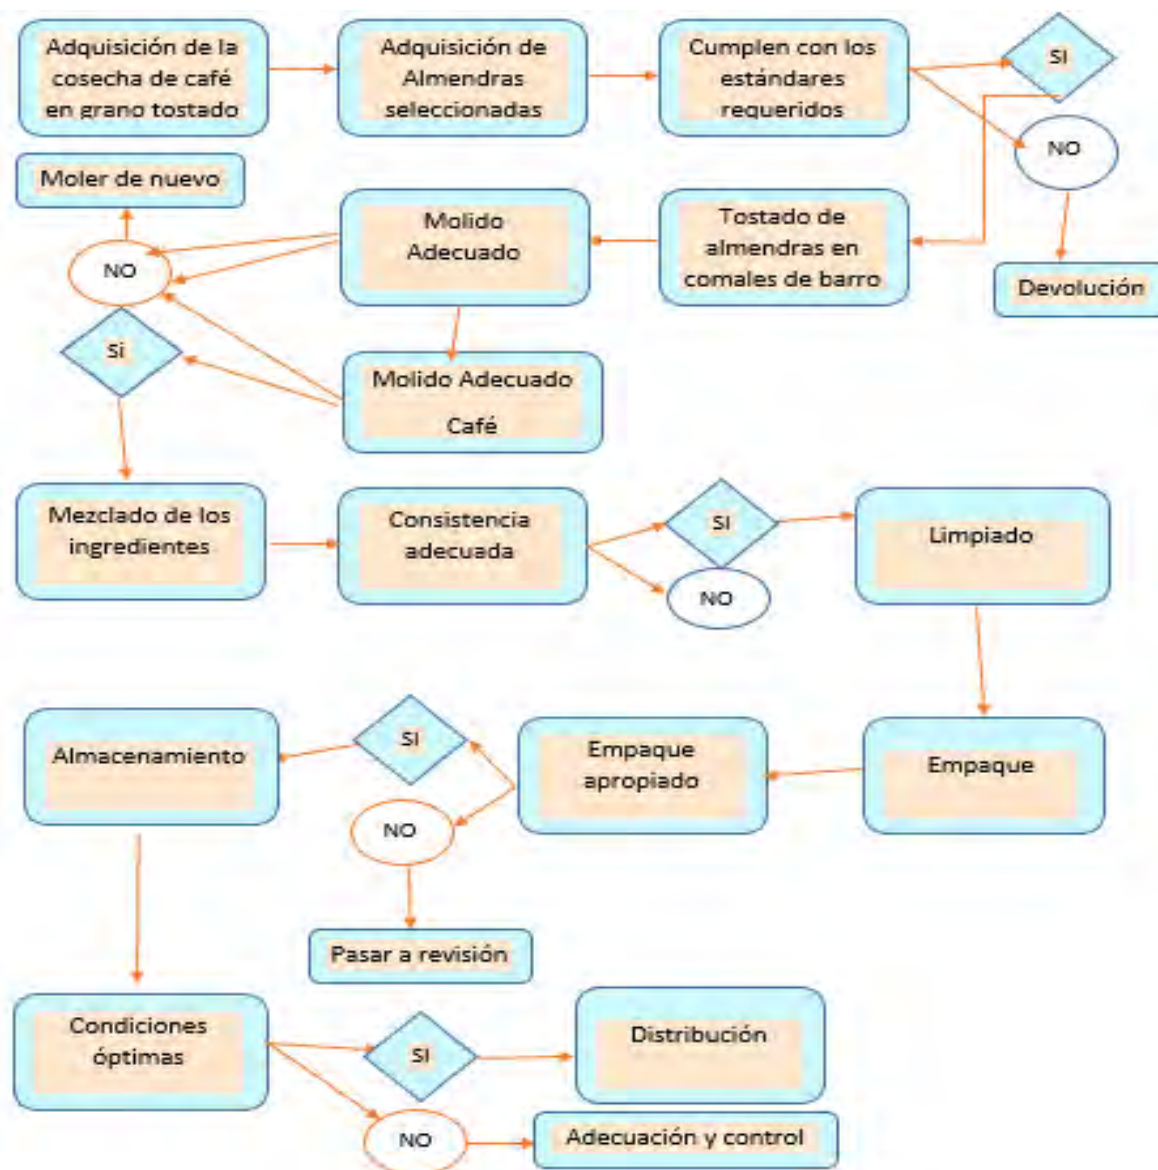 Adquisición de la
cosecha de café
en grano tostado
Adquisición de
Almendras
seleccionadas
Cumplen con los
estándares
requeridos
SI
NO
Devolución
Tostado de
almendras en
comales de barro
Molido
Adecuado
Moler de nuevo
NO
Si
Molido Adecuado
Café
Mezclado de los
ingredientes
Consistencia
adecuada
SI
NO
Limpiado
Empaque
Empaque
apropiado
SI
NO
Pasar a revisión
Almacenamiento
Condiciones
óptimas
SI
Distribución
NO
Adecuación y control